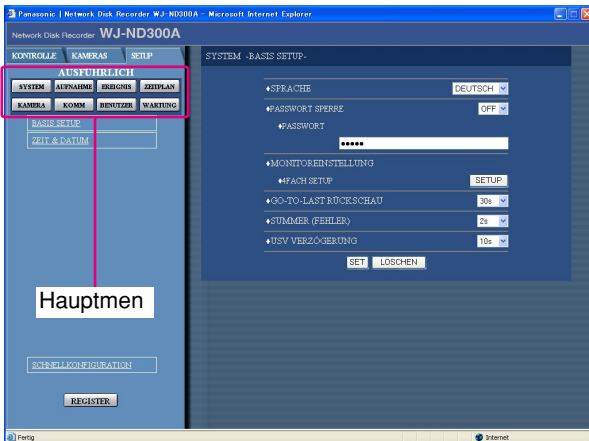 Panasonic | Network Disk Recorder WJ-ND300A - Microsoft Internet Explorer
Network Disk Recorder WJ-ND300A
KONTROLLE KAMERAS SETUP
AUSFÜHRLICH
SYSTEM AUFNAHME EREIGNIS ZEITPLAN
KAMERA KOMM BENUTZER WARTUNG
BASIS SETUP
ZEIT & DATUM
Hauptmen
SCHNELLKONFIGURATION
REGISTER
SYSTEM -BASIS SETUP-
♦SPRACHE DEUTSCH
♦PASSWORT SPERRE OFF
♦PASSWORT
•••••
♦MONITOREINSTELLUNG
♦4FACH SETUP SETUP
♦GO-TO-LAST RÜCKSCHAU 30s
♦SUMMER (FEHLER) 2s
♦USV VERZÖGERUNG 10s
SET LÖSCHEN
Fertig Internet